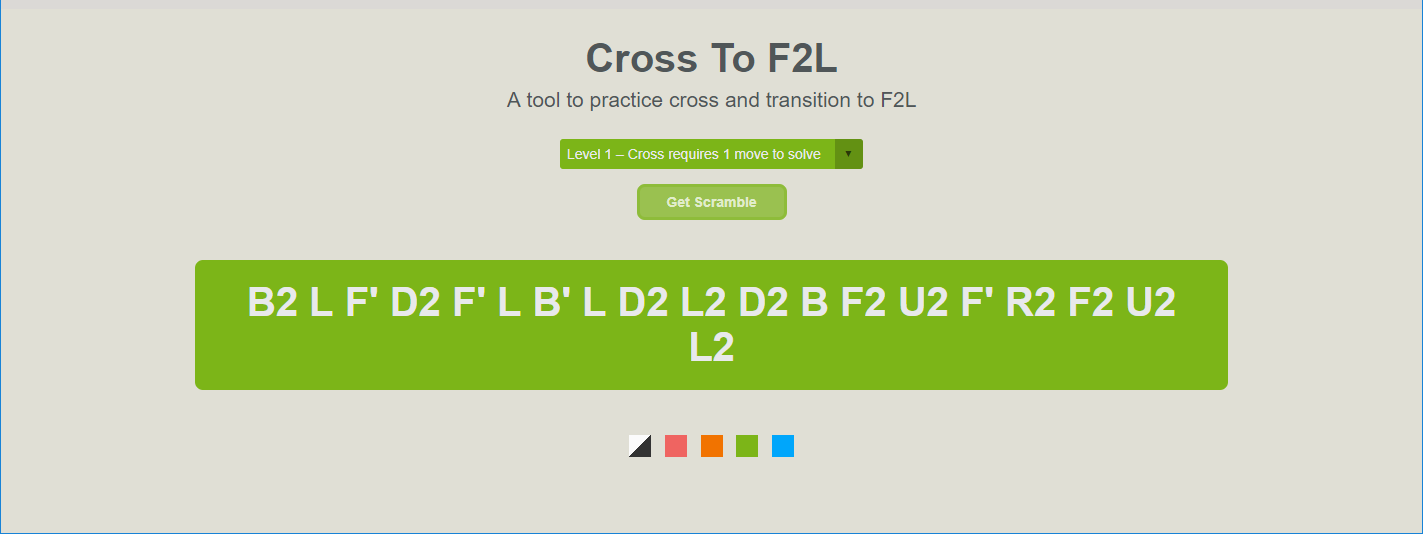 Cross To F2L
A tool to practice cross and transition to F2L
Level 1 – Cross requires 1 move to solve
Get Scramble
B2 L F' D2 F' L B' L D2 L2 D2 B F2 U2 F' R2 F2 U2
L2